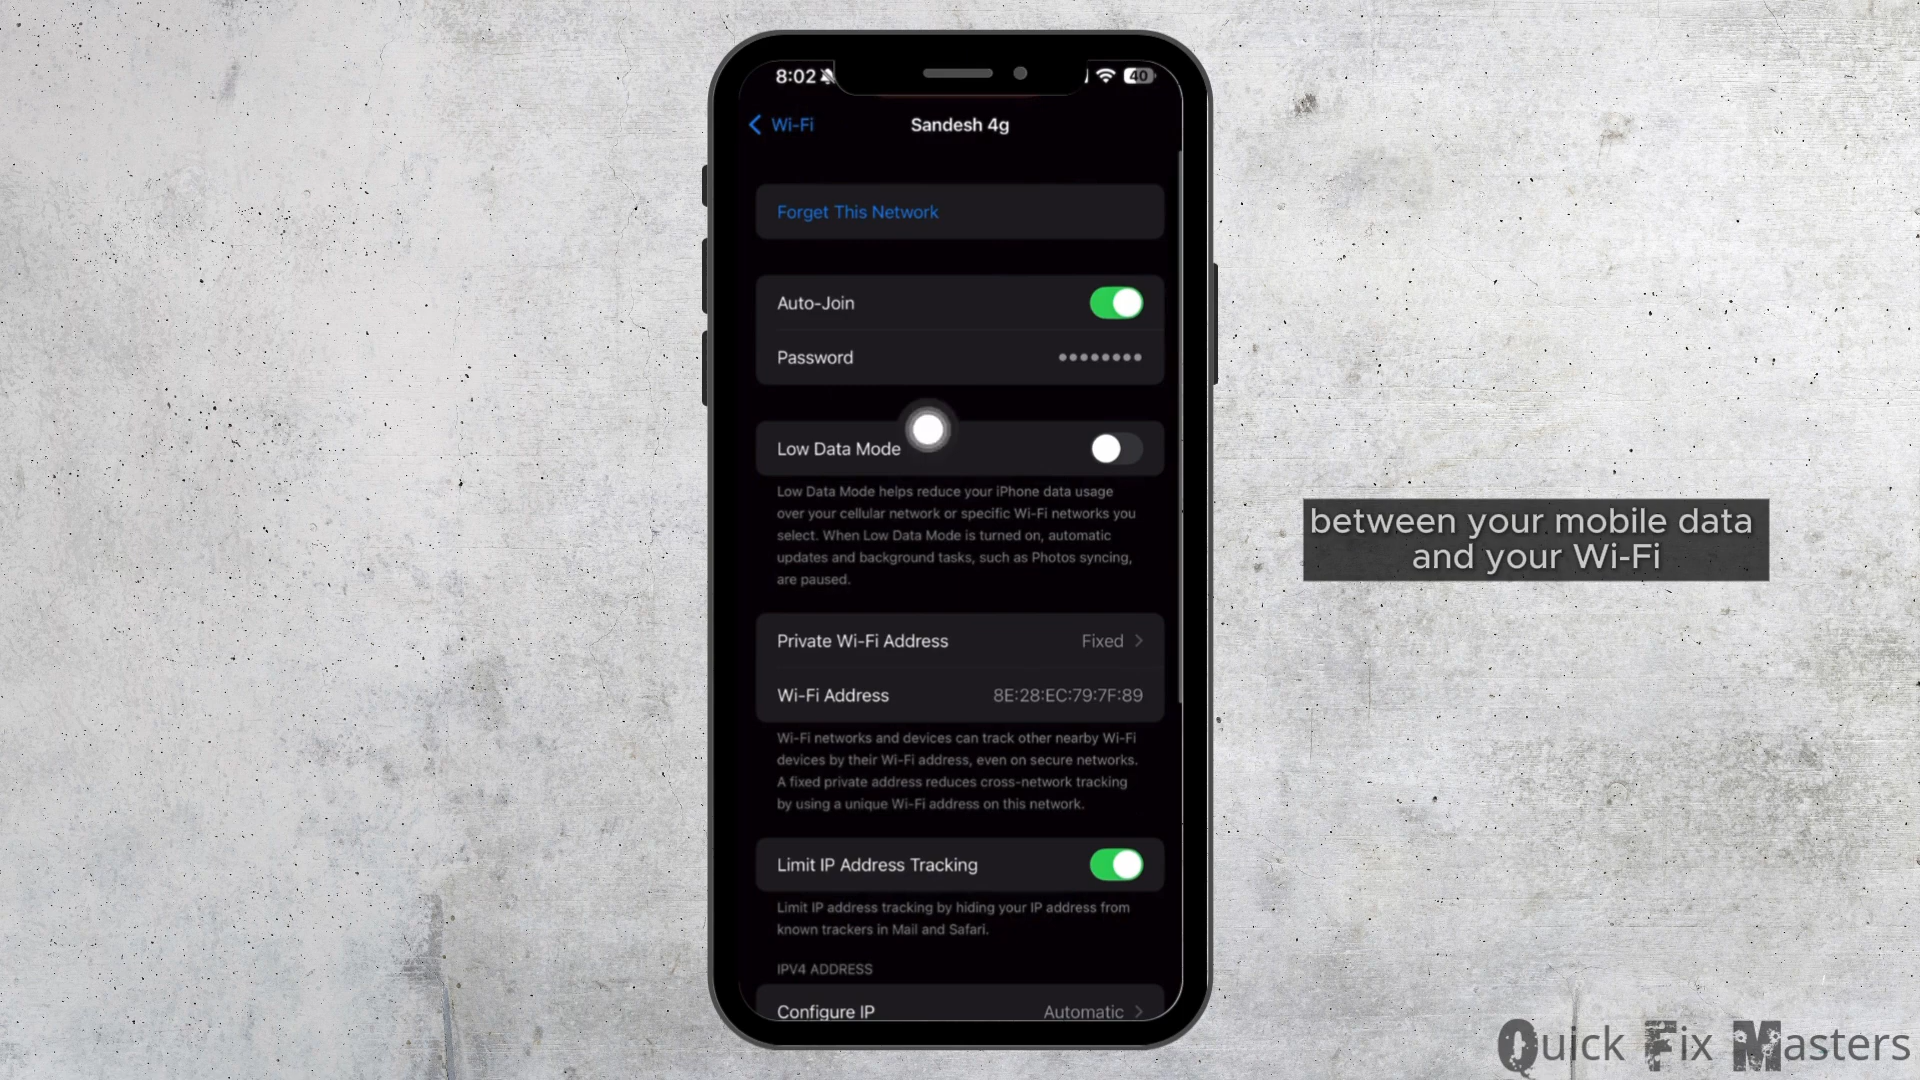 8:02
40
Wi-Fi
Sandesh 4g
Forget This Network
Auto-Join
Password ••••••••
Low Data Mode
Low Data Mode helps reduce your iPhone data usage
over your cellular network or specific Wi-Fi networks you
select. When Low Data Mode is turned on, automatic
updates and background tasks, such as Photos syncing,
are paused.
Private Wi-Fi Address Fixed
Wi-Fi Address 8E:28:EC:79:7F:89
Wi-Fi networks and devices can track other nearby Wi-Fi
devices by their Wi-Fi address, even on secure networks.
A fixed private address reduces cross-network tracking
by using a unique Wi-Fi address on this network.
Limit IP Address Tracking
Limit IP address tracking by hiding your IP address from
known trackers in Mail and Safari.
IPV4 ADDRESS
Configure IP Automatic
between your mobile data
and your Wi-Fi
Quick Fix Masters